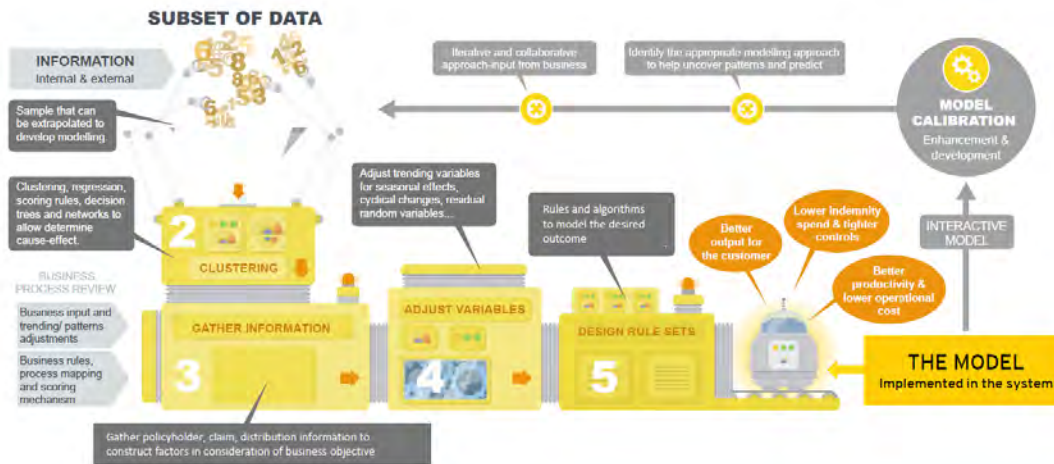 SUBSET OF DATA
INFORMATION
Internal & external
Sample that can
be extrapolated to
develop modelling.
Iterative and collaborative
approach-input from business
Identify the appropriate modelling approach
to help uncover patterns and predict
MODEL
CALIBRATION
Enhancement &
development
Clustering, regression,
scoring rules, decision
trees and networks to
allow determine
cause-effect.
2
CLUSTERING
Adjust trending variables
for seasonal effects,
cyclical changes, residual
random variables...
Rules and algorithms
to model the desired
outcome
Better
output for
the customer
Lower indemnity
spend & tighter
controls
Better
productivity &
lower operational
cost
INTERACTIVE
MODEL
BUSINESS
PROCESS REVIEW
Business input and
trending/ patterns
adjustments
Business rules,
process mapping
and scoring
mechanism
GATHER INFORMATION
3
ADJUST VARIABLES
4
DESIGN RULE SETS
5
THE MODEL
Implemented in the system
Gather policyholder, claim, distribution information to
construct factors in consideration of business objective